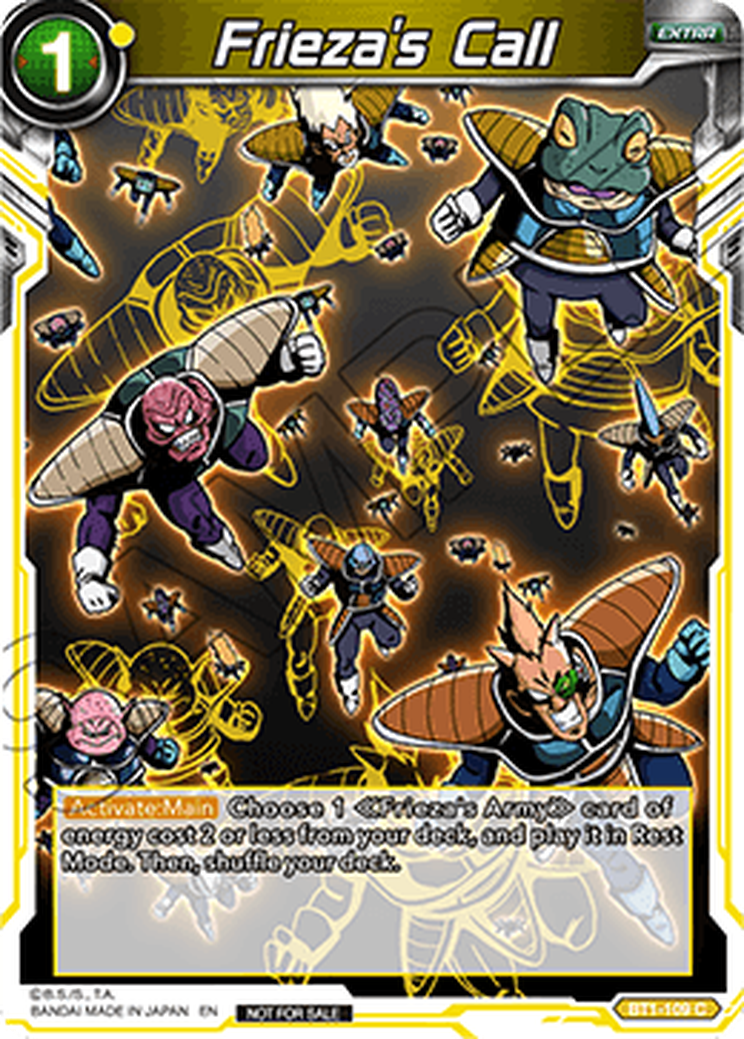 1
Frieza's Call
EXTRA
SAMPLE
Activate:Main Choose 1 ≪Frieza's Army≫ card of
energy cost 2 or less from your deck, and play it in Rest
Mode. Then, shuffle your deck.
©B.S./S., T.A.
BANDAI MADE IN JAPAN EN NOT FOR SALE
BT1-109 C